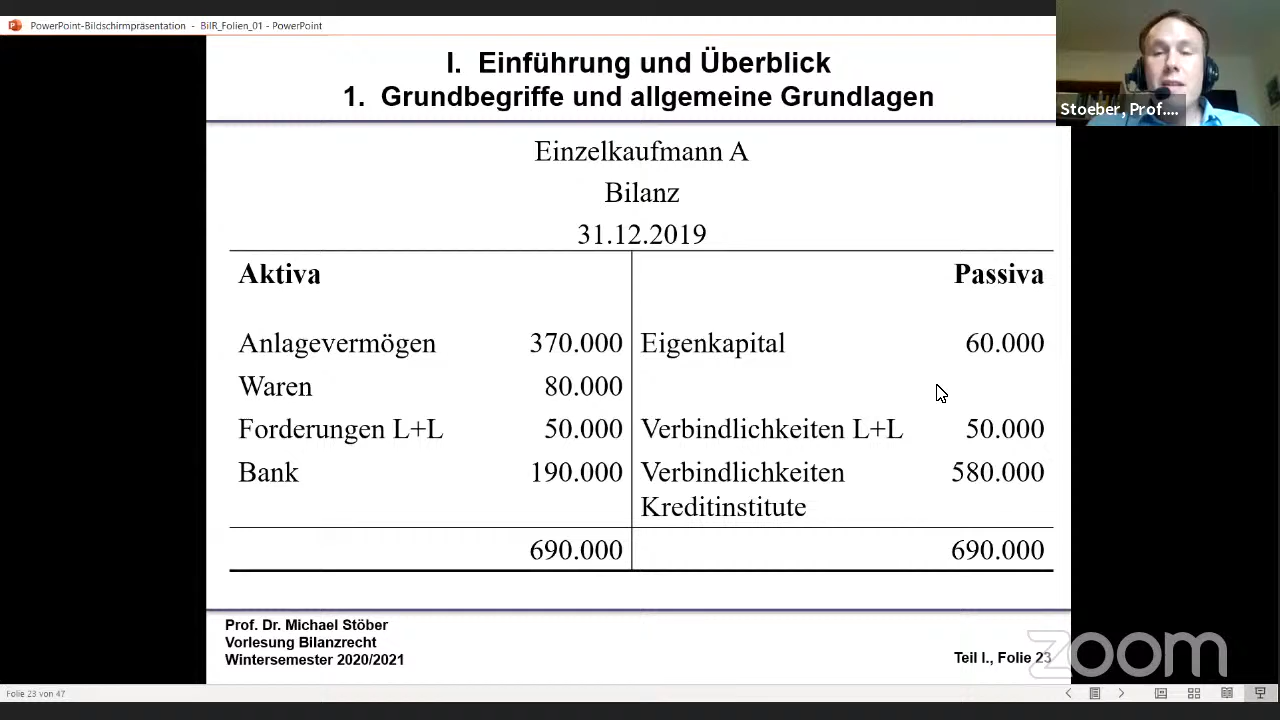 PowerPoint-Bildschirmpräsentation - BilR_Folien_01 - PowerPoint
I. Einführung und Überblick
1. Grundbegriffe und allgemeine Grundlagen
Stoeber, Prof....
Einzelkaufmann A
Bilanz
31.12.2019
Aktiva Passiva
Anlagevermögen 370.000 Eigenkapital 60.000
Waren 80.000
Forderungen L+L 50.000 Verbindlichkeiten L+L 50.000
Bank 190.000 Verbindlichkeiten 580.000
Kreditinstitute
690.000 690.000
Prof. Dr. Michael Stöber
Vorlesung Bilanzrecht
Wintersemester 2020/2021
Teil I., Folie 23
zoom
Folie 23 von 47